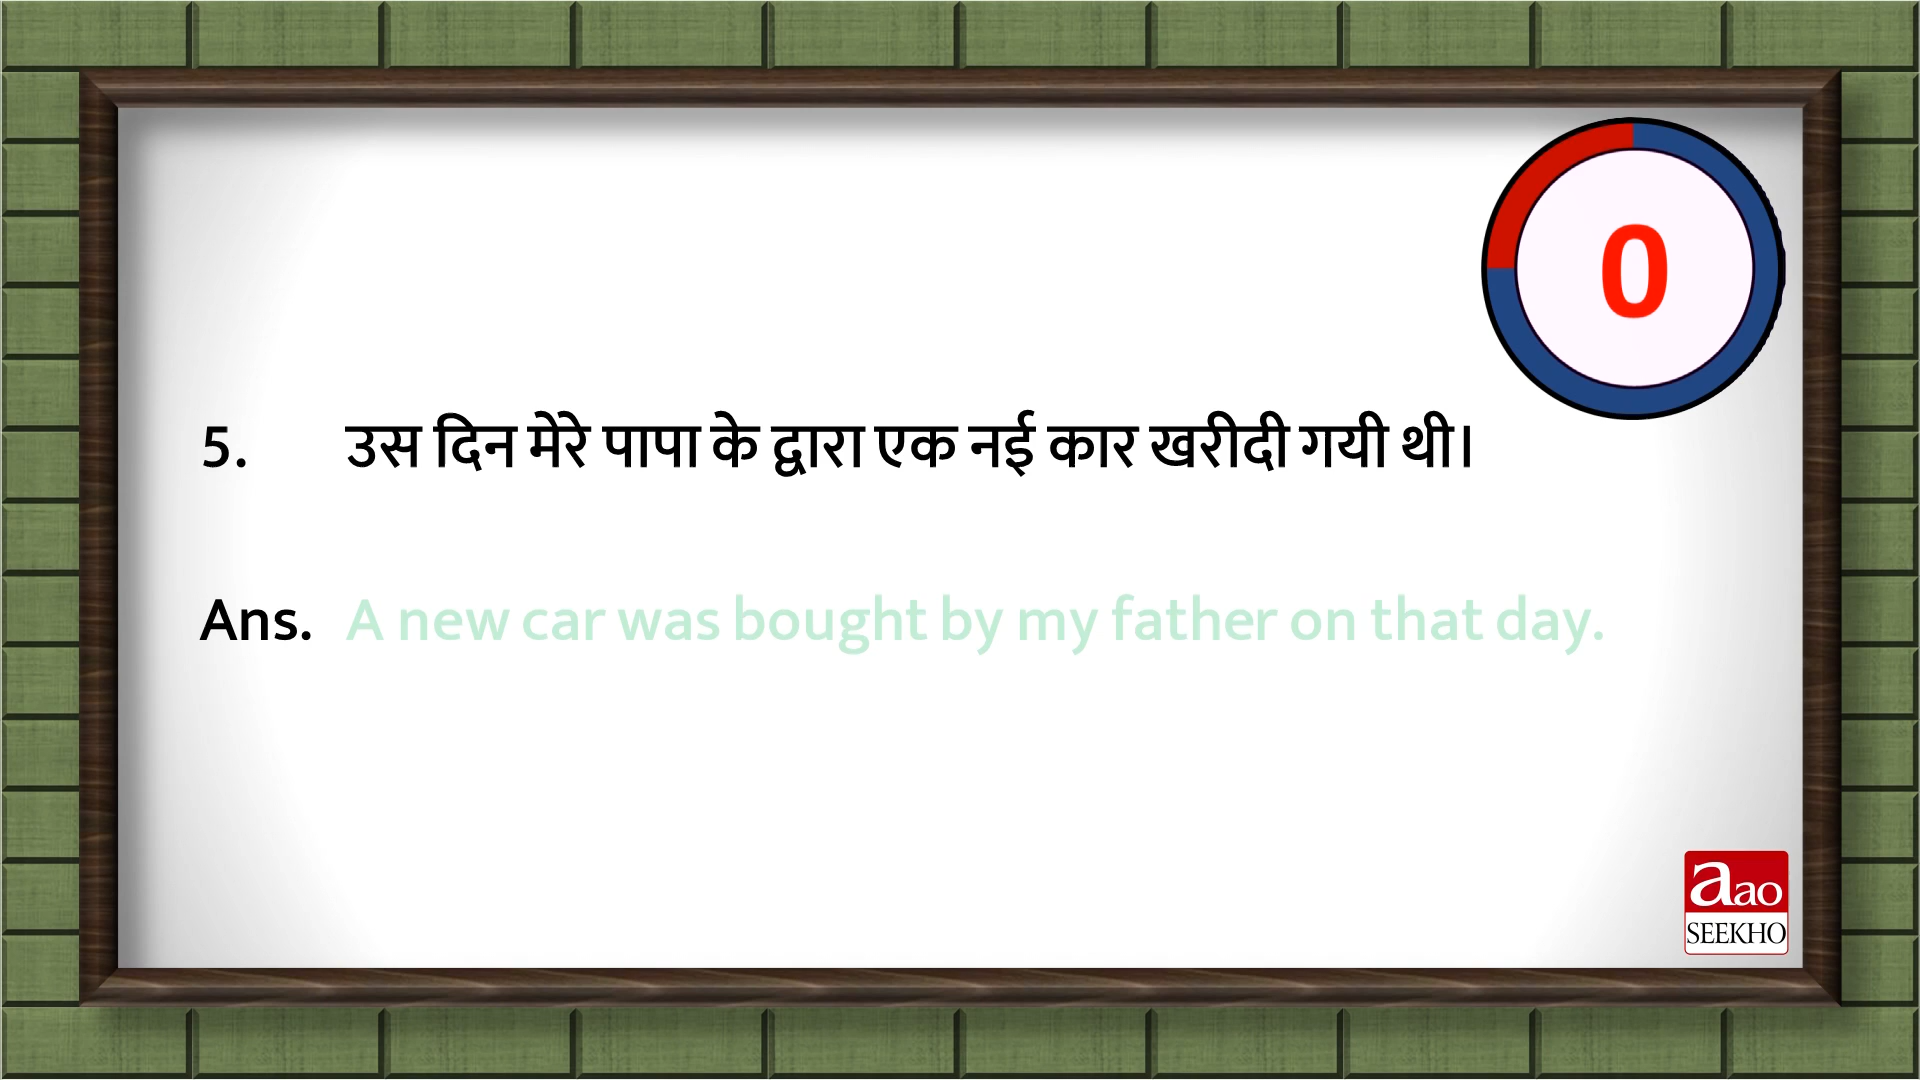 0
5. उस दिन मेरे पापा के द्वारा एक नई कार खरीदी गयी थी।
Ans. A new car was bought by my father on that day.
aao
SEEKHO